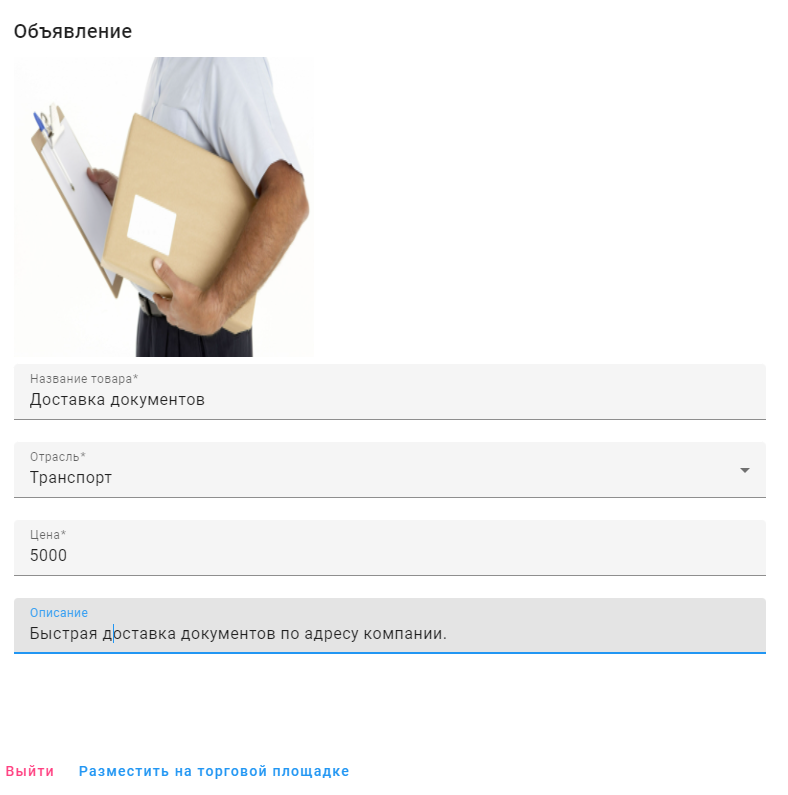 Объявление
Название товара*
Доставка документов
Отрасль*
Транспорт
Цена*
5000
Описание
Быстрая доставка документов по адресу компании.
Выйти Разместить на торговой площадке